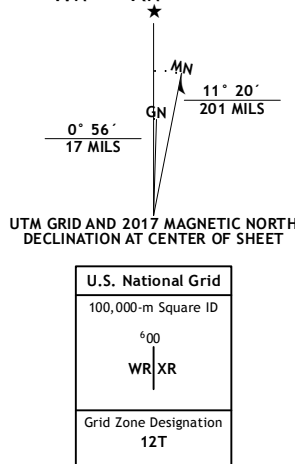 MN
GN
11° 20´
201 MILS
0° 56´
17 MILS
UTM GRID AND 2017 MAGNETIC NORTH
DECLINATION AT CENTER OF SHEET
U.S. National Grid
100,000-m Square ID
⁶00
WR XR
Grid Zone Designation
12T